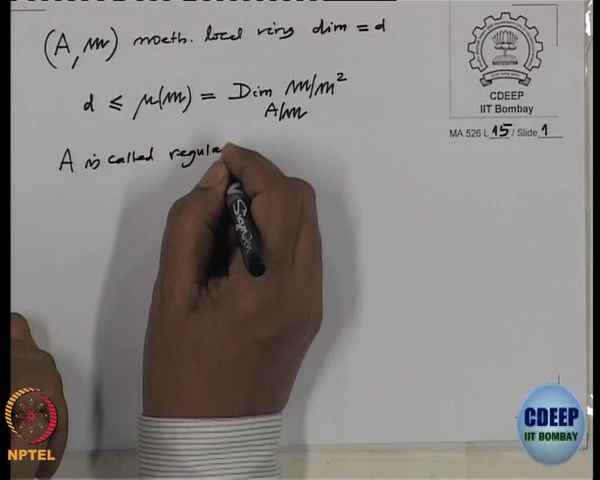 (A, m) noeth. local ring dim = d
d ≤ μ(m) = Dim m/m²
A/m
A is called regula
CDEEP
IIT Bombay
MA 526 L 15 / Slide 1
NPTEL
CDEEP
IIT BOMBAY